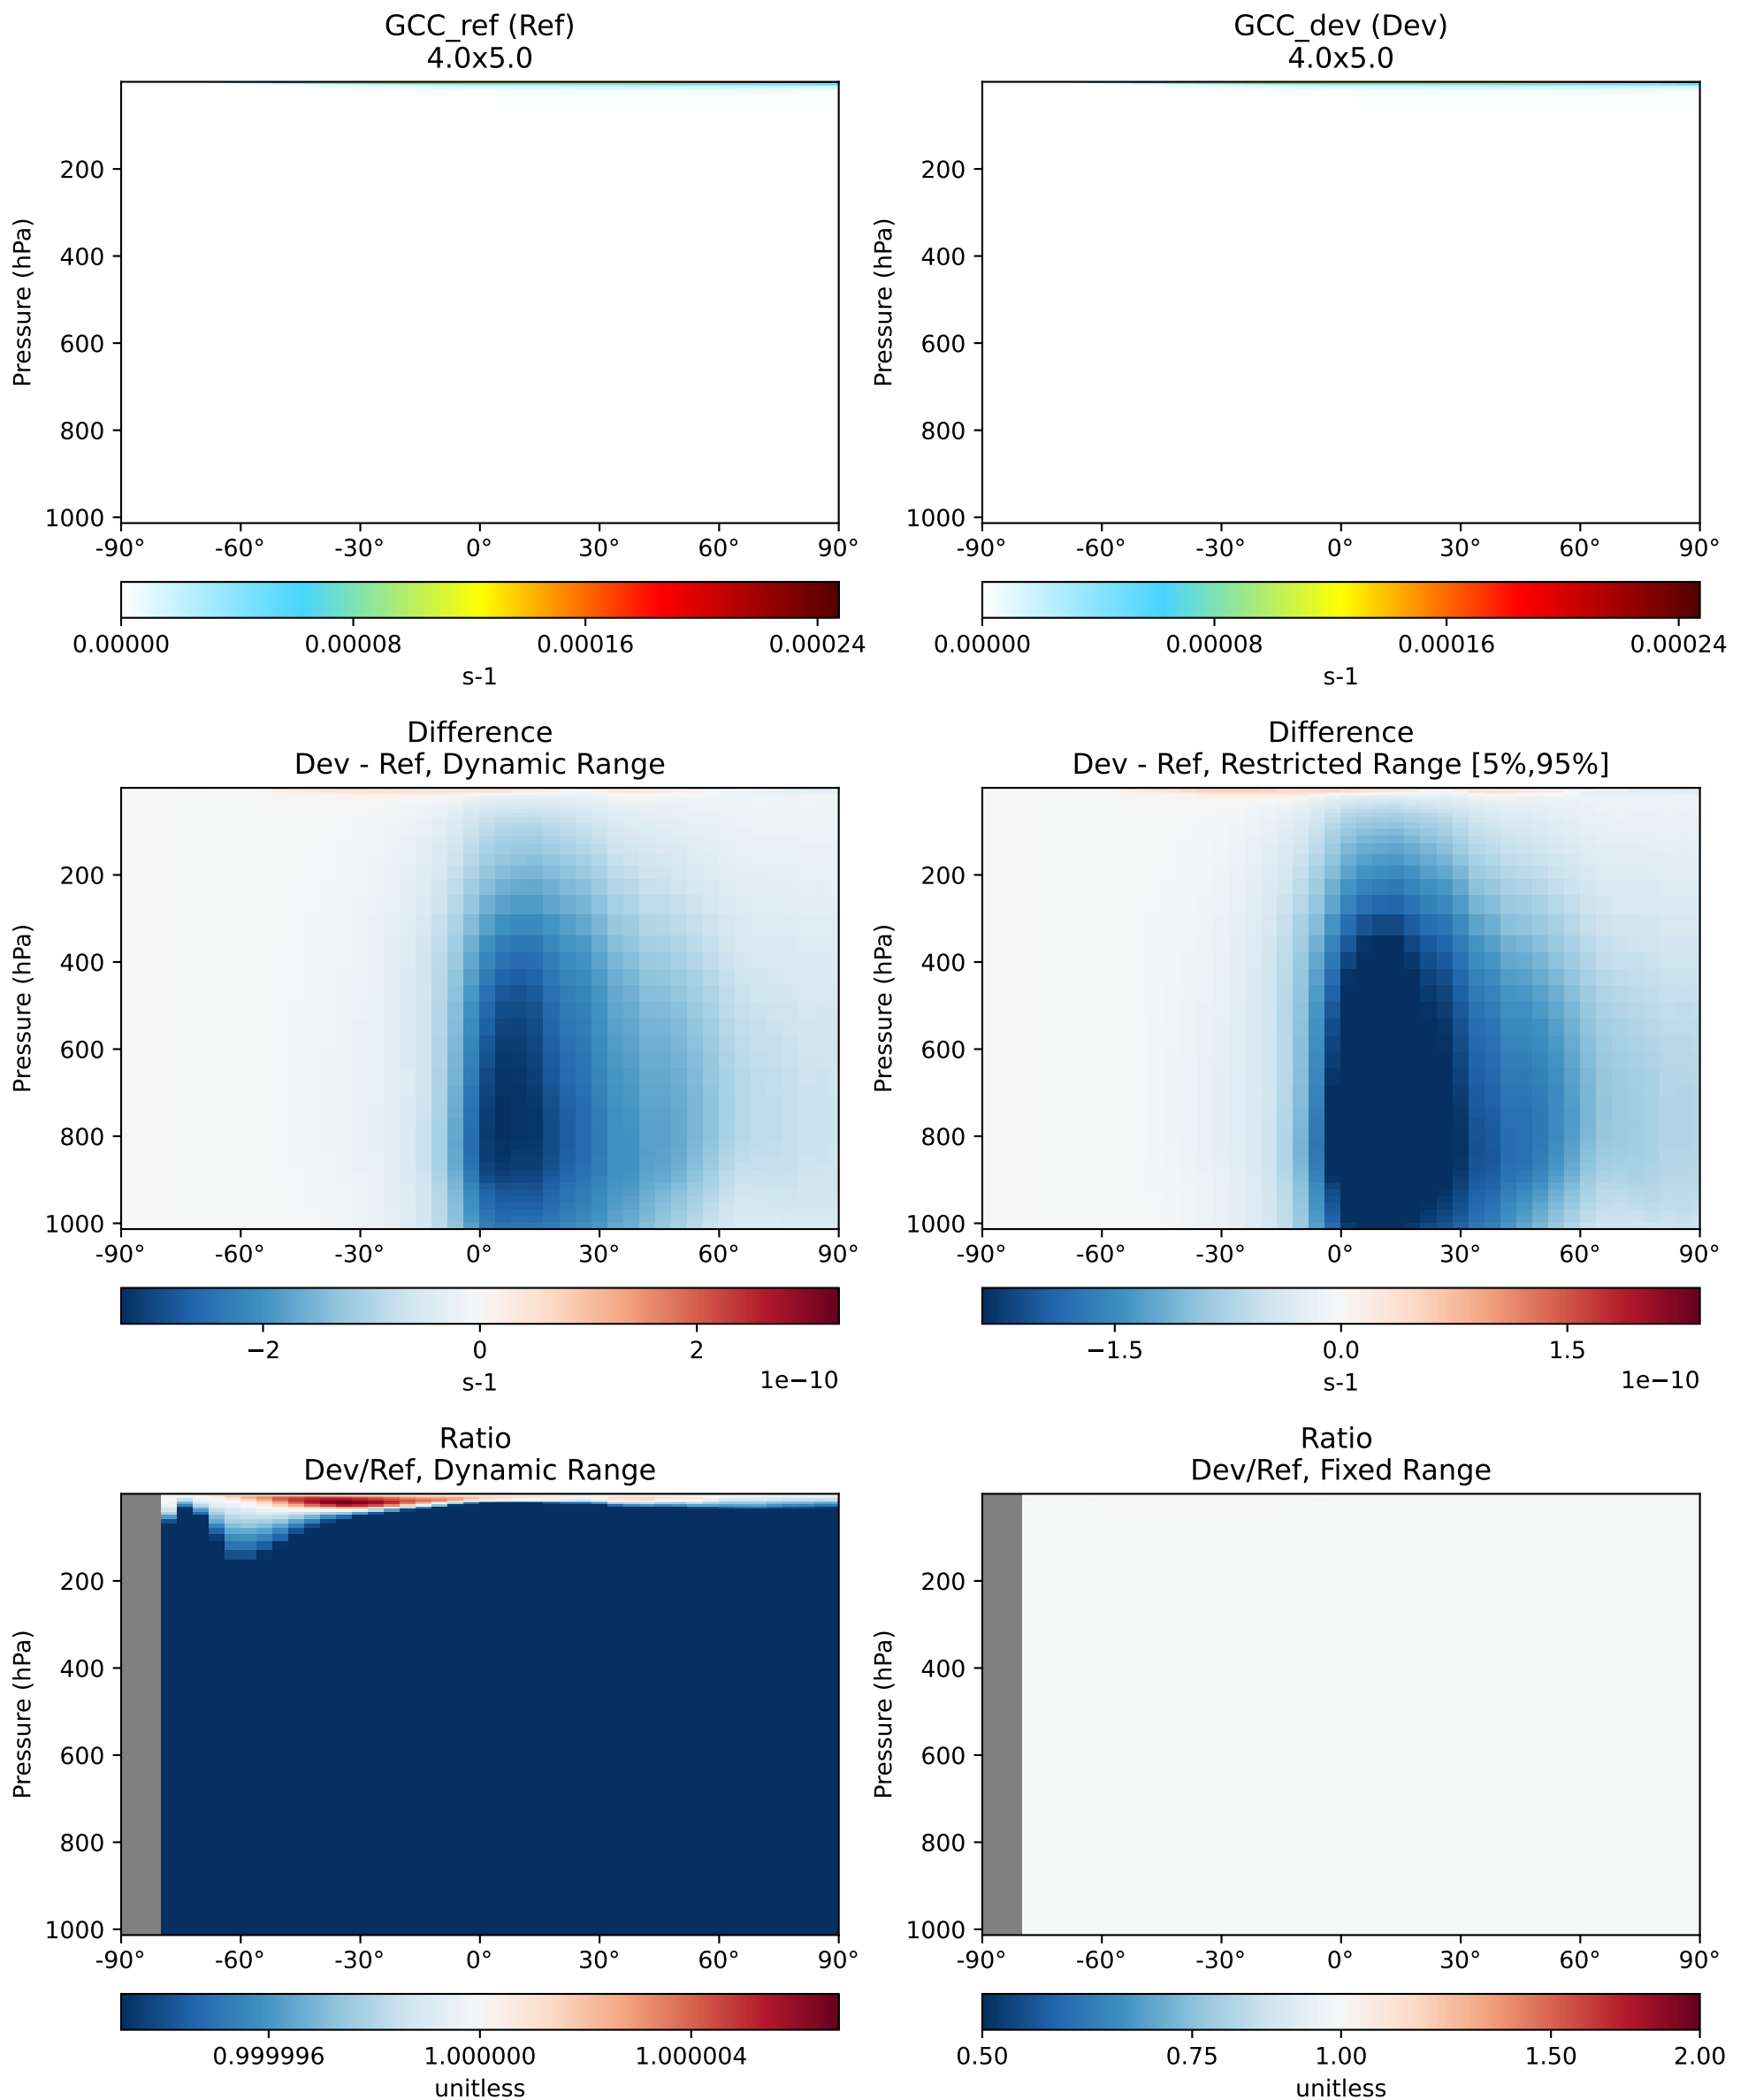 GCC_ref (Ref)
4.0x5.0
Pressure (hPa)
200
400
600
800
1000
-90° -60° -30° 0° 30° 60° 90°
0.00000 0.00008 0.00016 0.00024
s-1
GCC_dev (Dev)
4.0x5.0
Pressure (hPa)
200
400
600
800
1000
-90° -60° -30° 0° 30° 60° 90°
0.00000 0.00008 0.00016 0.00024
s-1
Difference
Dev - Ref, Dynamic Range
Pressure (hPa)
200
400
600
800
1000
-90° -60° -30° 0° 30° 60° 90°
−2 0 2
s-1 1e−10
Difference
Dev - Ref, Restricted Range [5%,95%]
Pressure (hPa)
200
400
600
800
1000
-90° -60° -30° 0° 30° 60° 90°
−1.5 0.0 1.5
s-1 1e−10
Ratio
Dev/Ref, Dynamic Range
Pressure (hPa)
200
400
600
800
1000
-90° -60° -30° 0° 30° 60° 90°
0.999996 1.000000 1.000004
unitless
Ratio
Dev/Ref, Fixed Range
Pressure (hPa)
200
400
600
800
1000
-90° -60° -30° 0° 30° 60° 90°
0.50 0.75 1.00 1.50 2.00
unitless